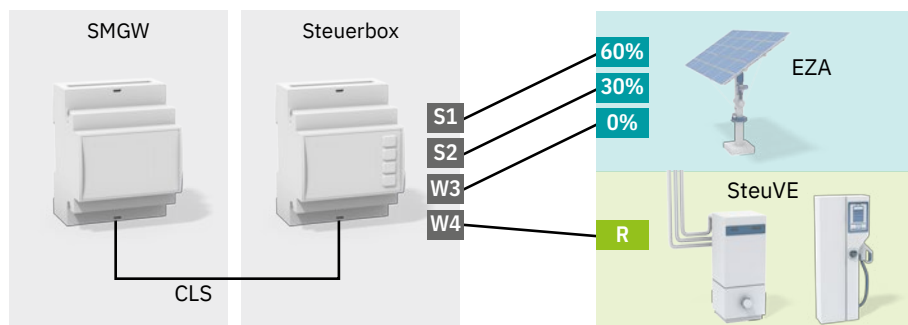 SMGW
Steuerbox
S1
S2
W3
W4
CLS
60%
30%
0%
EZA
SteuVE
R